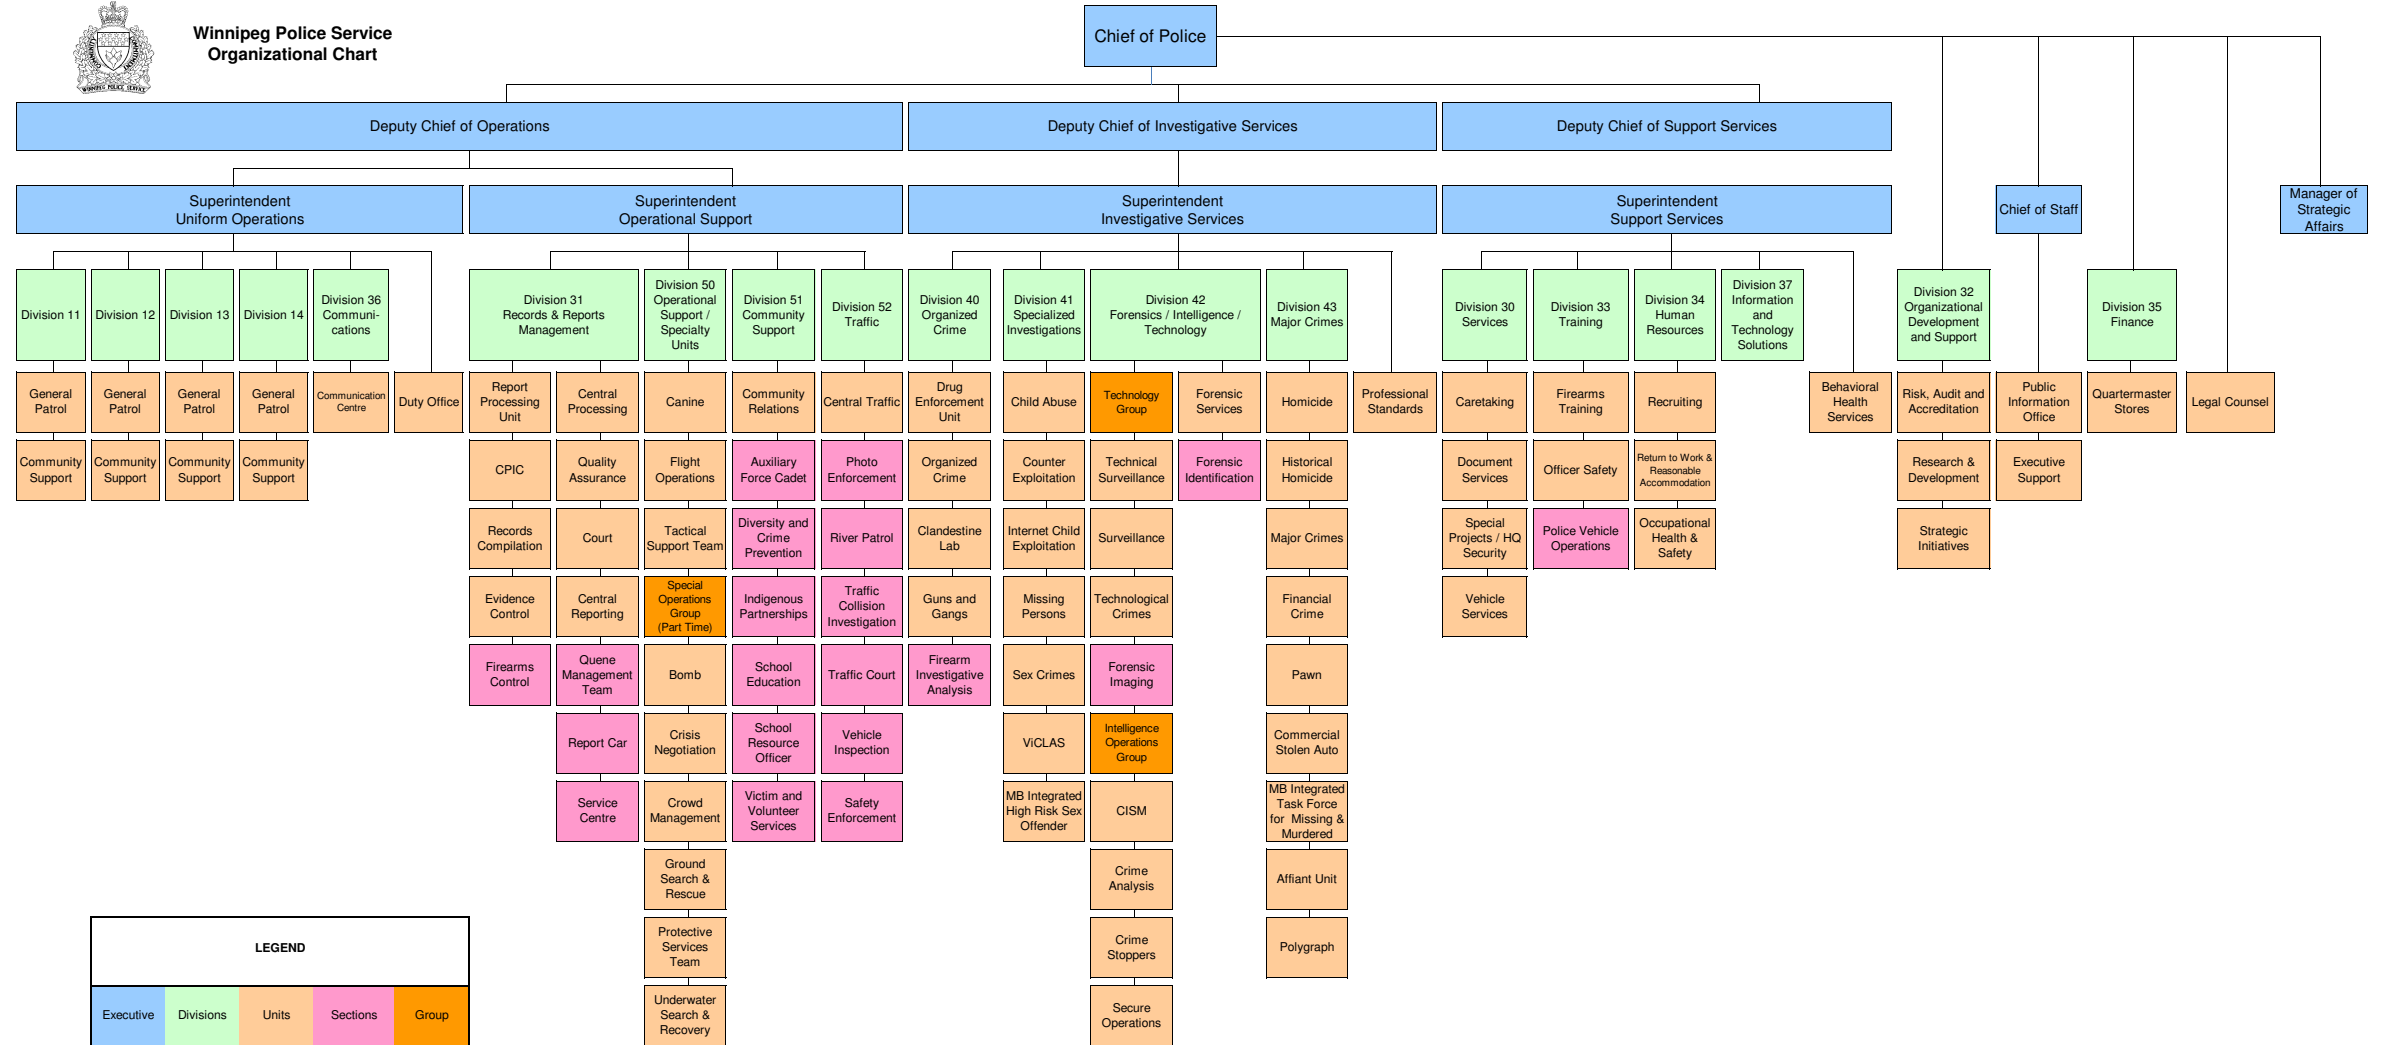 Winnipeg Police Service
Organizational Chart
WINNIPEG POLICE SERVICE
Chief of Police
Deputy Chief of Operations
Deputy Chief of Investigative Services
Deputy Chief of Support Services
Superintendent
Uniform Operations
Superintendent
Operational Support
Superintendent
Investigative Services
Superintendent
Support Services
Chief of Staff
Manager of
Strategic
Affairs
Division 11
Division 12
Division 13
Division 14
Division 36
Communi-
cations
Division 31
Records & Reports
Management
Division 50
Operational
Support /
Specialty
Units
Division 51
Community
Support
Division 52
Traffic
Division 40
Organized
Crime
Division 41
Specialized
Investigations
Division 42
Forensics / Intelligence /
Technology
Division 43
Major Crimes
Division 30
Services
Division 33
Training
Division 34
Human
Resources
Division 37
Information
and
Technology
Solutions
Division 32
Organizational
Development
and Support
Division 35
Finance
General
Patrol
General
Patrol
General
Patrol
General
Patrol
Communication
Centre
Duty Office
Report
Processing
Unit
Central
Processing
Canine
Community
Relations
Central Traffic
Drug
Enforcement
Unit
Child Abuse
Technology
Group
Forensic
Services
Homicide
Professional
Standards
Caretaking
Firearms
Training
Recruiting
Behavioral
Health
Services
Risk, Audit and
Accreditation
Public
Information
Office
Quartermaster
Stores
Legal Counsel
Community
Support
Community
Support
Community
Support
Community
Support
CPIC
Quality
Assurance
Flight
Operations
Auxiliary
Force Cadet
Photo
Enforcement
Organized
Crime
Counter
Exploitation
Technical
Surveillance
Forensic
Identification
Historical
Homicide
Document
Services
Officer Safety
Return to Work &
Reasonable
Accommodation
Research &
Development
Executive
Support
Records
Compilation
Court
Tactical
Support Team
Diversity and
Crime
Prevention
River Patrol
Clandestine
Lab
Internet Child
Exploitation
Surveillance
Major Crimes
Special
Projects / HQ
Security
Police Vehicle
Operations
Occupational
Health &
Safety
Strategic
Initiatives
Evidence
Control
Central
Reporting
Special
Operations
Group
(Part Time)
Indigenous
Partnerships
Traffic
Collision
Investigation
Guns and
Gangs
Missing
Persons
Technological
Crimes
Financial
Crime
Vehicle
Services
Firearms
Control
Quene
Management
Team
Bomb
School
Education
Traffic Court
Firearm
Investigative
Analysis
Sex Crimes
Forensic
Imaging
Pawn
Report Car
Crisis
Negotiation
School
Resource
Officer
Vehicle
Inspection
ViCLAS
Intelligence
Operations
Group
Commercial
Stolen Auto
Service
Centre
Crowd
Management
Victim and
Volunteer
Services
Safety
Enforcement
MB Integrated
High Risk Sex
Offender
CISM
MB Integrated
Task Force
for Missing &
Murdered
Ground
Search &
Rescue
Crime
Analysis
Affiant Unit
Protective
Services
Team
Crime
Stoppers
Polygraph
Underwater
Search &
Recovery
Secure
Operations
LEGEND
Executive
Divisions
Units
Sections
Group